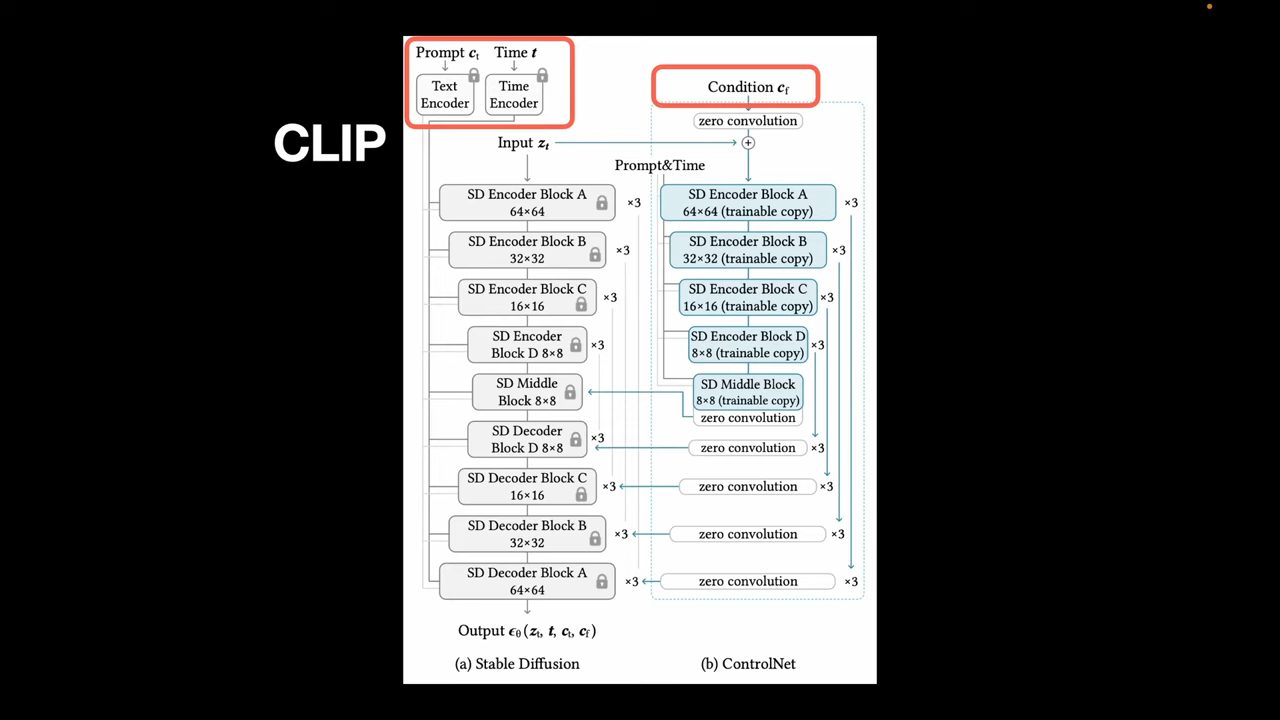 Prompt cₜ Time t
Text
Encoder
Time
Encoder
CLIP
Input zₜ
SD Encoder Block A
64×64
×3
SD Encoder Block B
32×32
×3
SD Encoder Block C
16×16
×3
SD Encoder
Block D 8×8
×3
SD Middle
Block 8×8
SD Decoder
Block D 8×8
×3
SD Decoder Block C
16×16
×3
SD Decoder Block B
32×32
×3
SD Decoder Block A
64×64
×3
Output ϵθ(zₜ, t, cₜ, c_f)
(a) Stable Diffusion
Condition c_f
zero convolution
+
Prompt&Time
SD Encoder Block A
64×64 (trainable copy)
×3
SD Encoder Block B
32×32 (trainable copy)
×3
SD Encoder Block C
16×16 (trainable copy)
×3
SD Encoder Block D
8×8 (trainable copy)
×3
SD Middle Block
8×8 (trainable copy)
zero convolution
zero convolution
×3
zero convolution
×3
zero convolution
×3
zero convolution
×3
(b) ControlNet